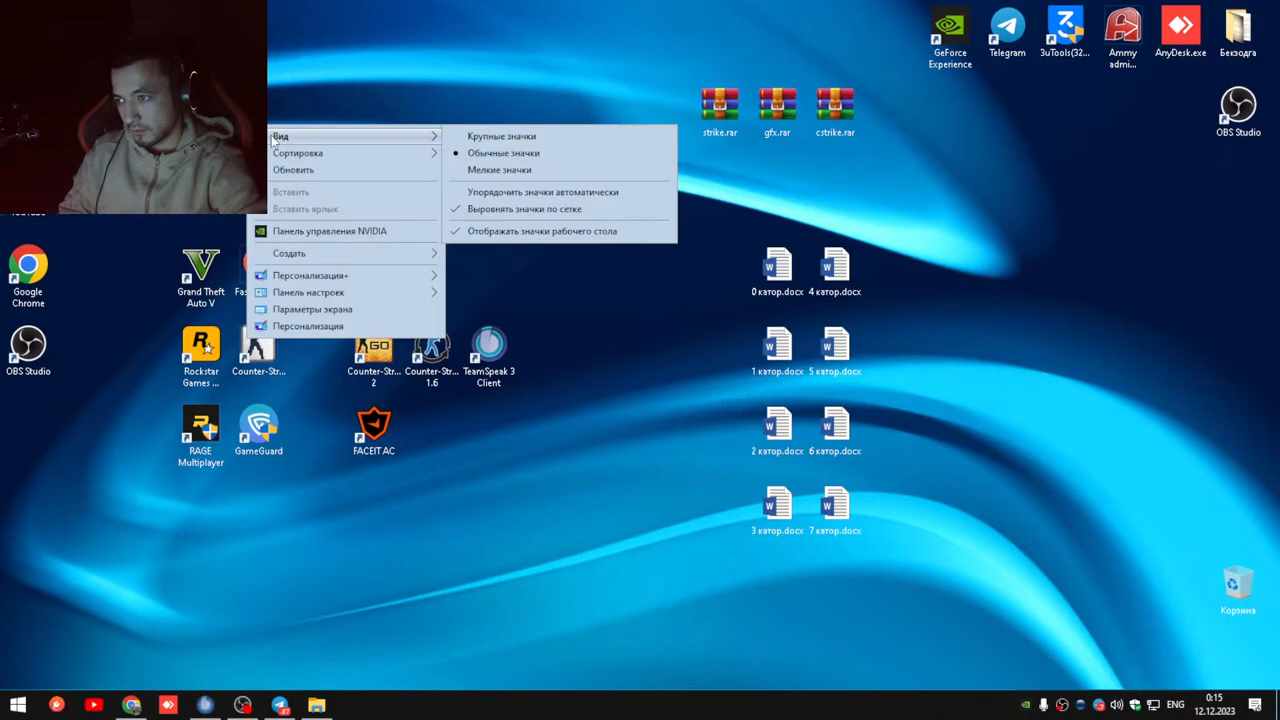 GeForce
Experience
Telegram
3uTools(32...
Ammy
admi...
AnyDesk.exe
Бекзодга
strike.rar
gfx.rar
cstrike.rar
OBS Studio
Вид
Сортировка
Обновить
Вставить
Вставить ярлык
Панель управления NVIDIA
Создать
Персонализация+
Панель настроек
Параметры экрана
Персонализация
Крупные значки
Обычные значки
Мелкие значки
Упорядочить значки автоматически
Выровнять значки по сетке
Отображать значки рабочего стола
Google
Chrome
Grand Theft
Auto V
0 катор.docx
4 катор.docx
OBS Studio
Rockstar
Games ...
Counter-Str...
Counter-Str...
2
Counter-Str...
1.6
TeamSpeak 3
Client
1 катор.docx
5 катор.docx
RAGE
Multiplayer
GameGuard
FACEIT AC
2 катор.docx
6 катор.docx
3 катор.docx
7 катор.docx
Корзина
ENG
0:15
12.12.2023